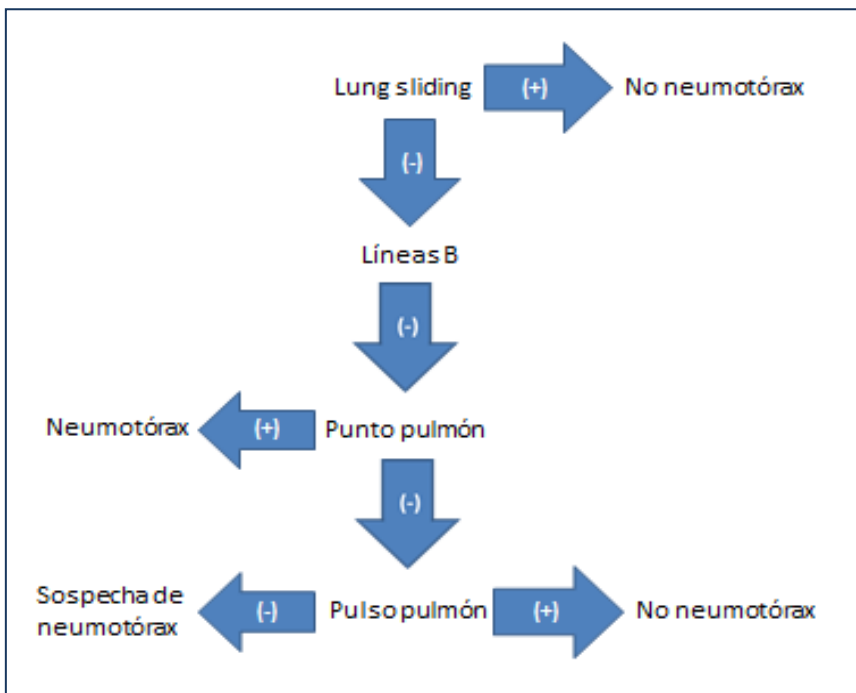 Lung sliding (+) No neumotórax
(-)
Líneas B
(-)
Neumotórax (+) Punto pulmón
(-)
Sospecha de
neumotórax (-) Pulso pulmón (+) No neumotórax